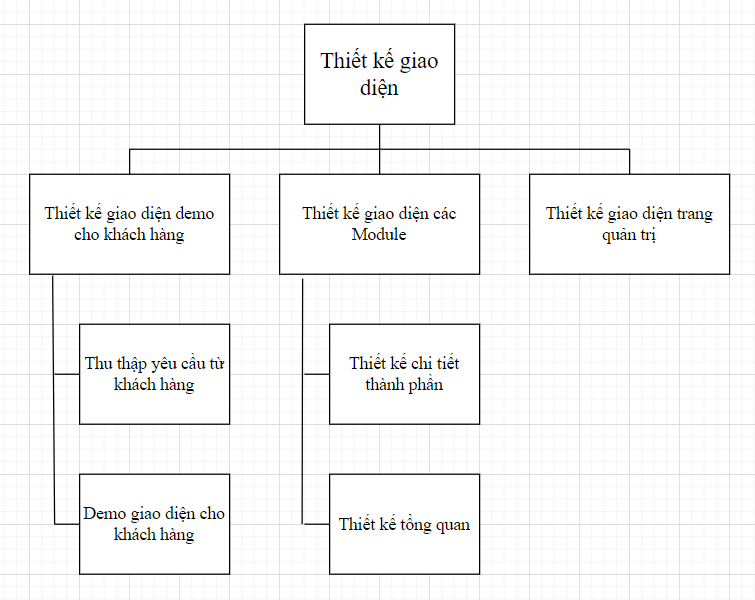 Thiết kế giao
diện
Thiết kế giao diện demo
cho khách hàng
Thiết kế giao diện các
Module
Thiết kế giao diện trang
quản trị
Thu thập yêu cầu từ
khách hàng
Thiết kế chi tiết
thành phần
Demo giao diện cho
khách hàng
Thiết kế tổng quan